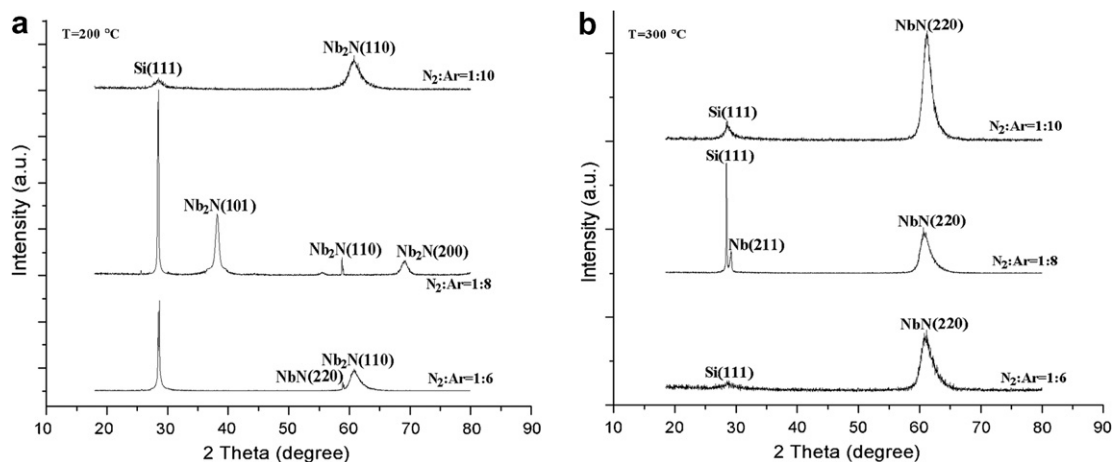 a
T=200 °C
Nb2N(110)
Si(111)
N2:Ar=1:10
Nb2N(101)
Nb2N(110)
Nb2N(200)
N2:Ar=1:8
Nb2N(110)
NbN(220)
N2:Ar=1:6
Intensity (a.u.)
10 20 30 40 50 60 70 80 90
2 Theta (degree)
b
T=300 °C
NbN(220)
Si(111)
N2:Ar=1:10
Si(111)
NbN(220)
Nb(211)
N2:Ar=1:8
NbN(220)
Si(111)
N2:Ar=1:6
Intensity (a.u.)
10 20 30 40 50 60 70 80 90
2 Theta (degree)